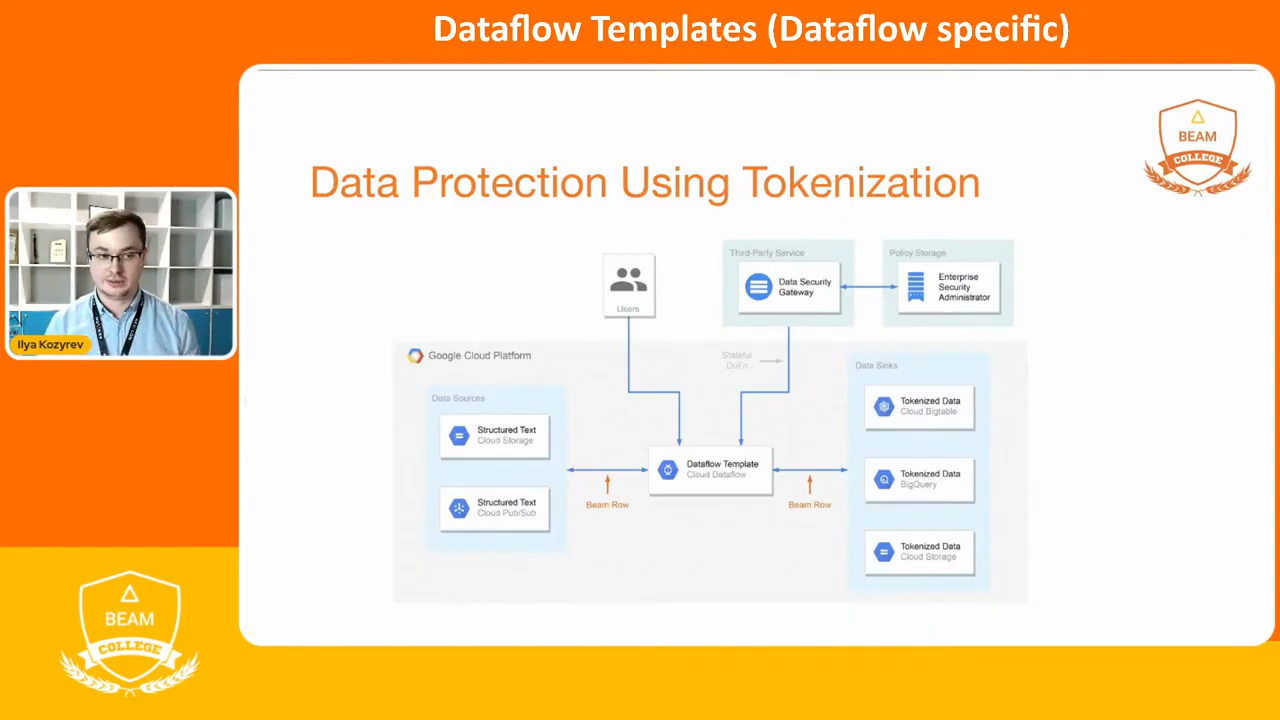 Dataflow Templates (Dataflow specific)
BEAM
COLLEGE
Data Protection Using Tokenization
Ilya Kozyrev
Users
Third-Party Service
Data Security
Gateway
Policy Storage
Enterprise
Security
Administrator
Google Cloud Platform
Stateful
DoFn
Data Sources
Structured Text
Cloud Storage
Structured Text
Cloud Pub/Sub
Beam Row
Dataflow Template
Cloud Dataflow
Beam Row
Data Sinks
Tokenized Data
Cloud Bigtable
Tokenized Data
BigQuery
Tokenized Data
Cloud Storage
BEAM
COLLEGE